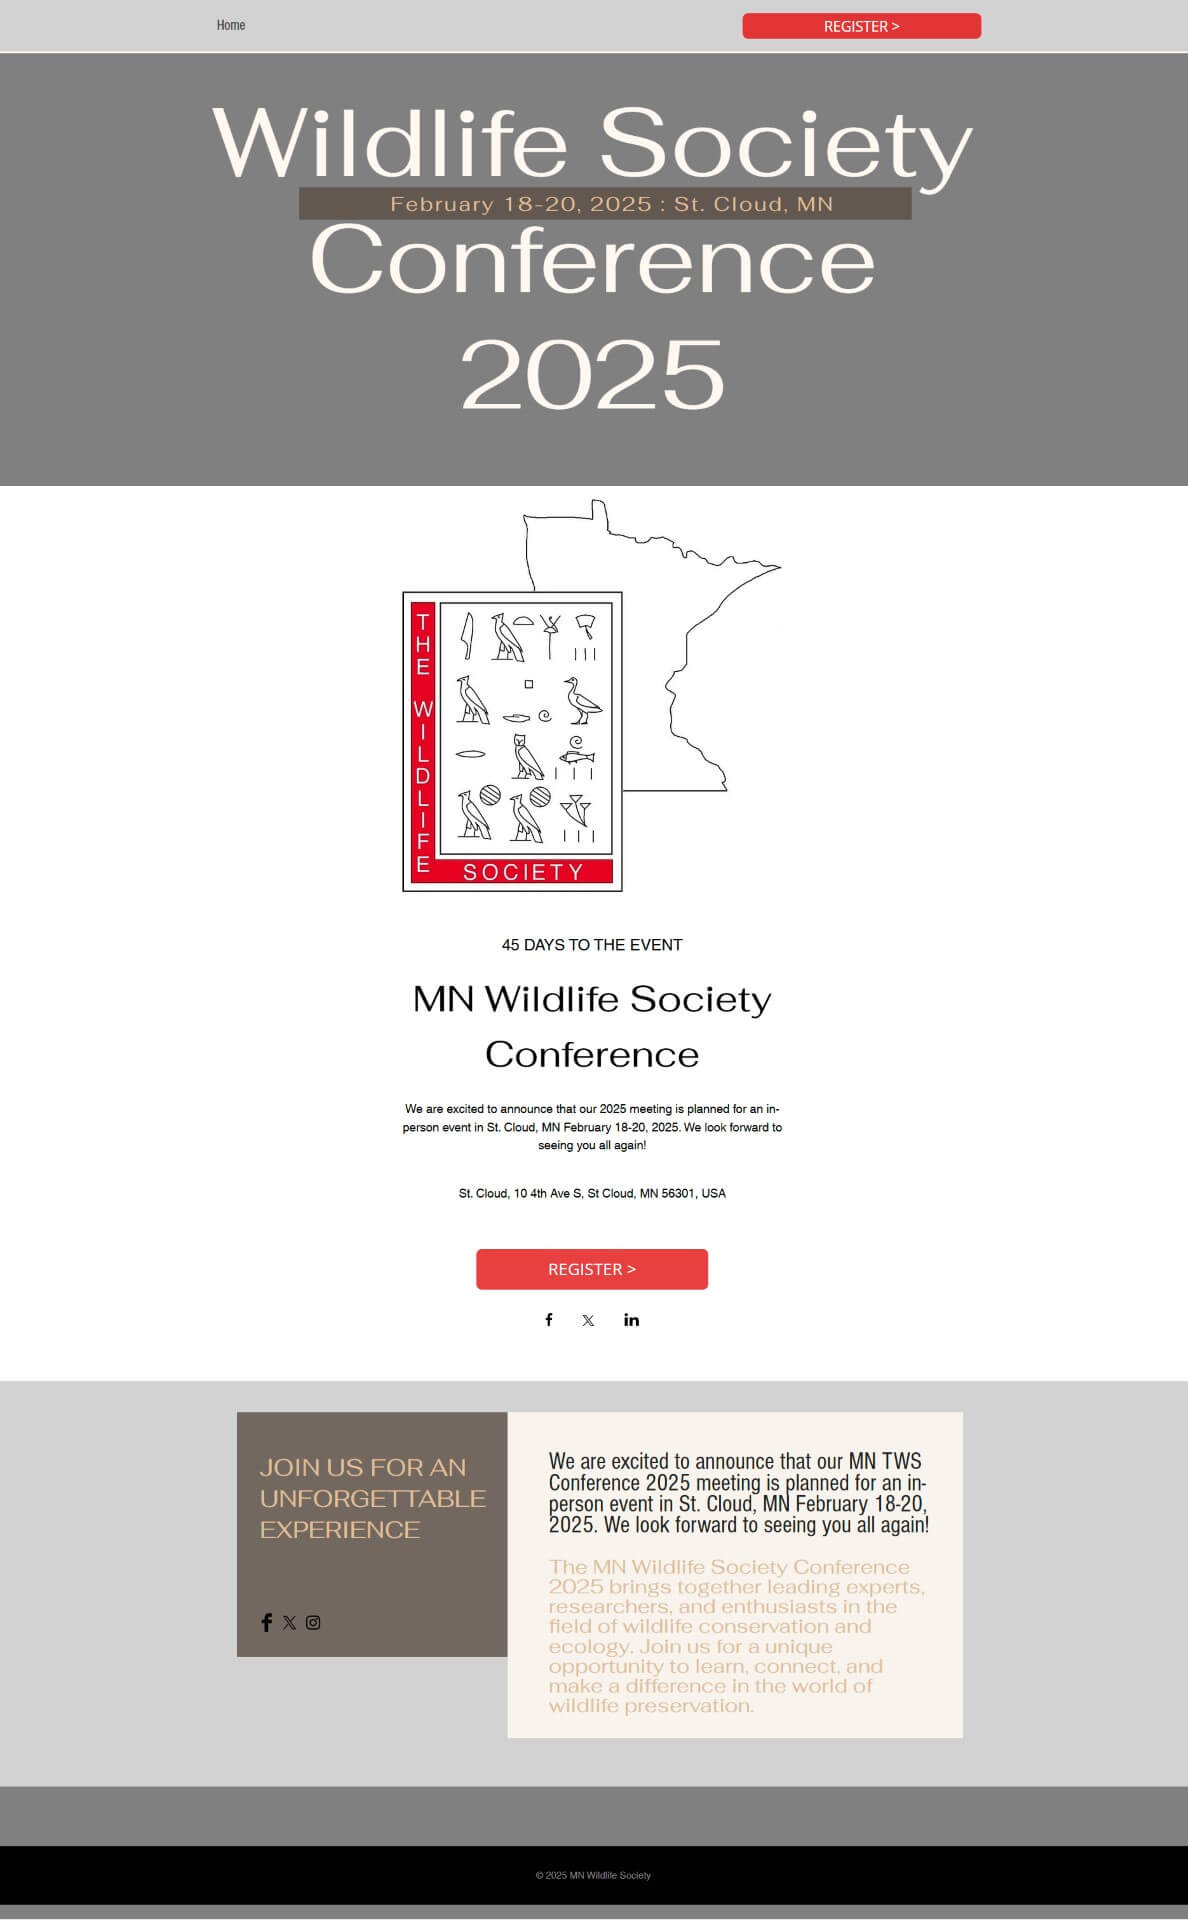 Home
REGISTER >
Wildlife Society
February 18-20, 2025 : St. Cloud, MN
Conference
2025
THE WILDLIFE
SOCIETY
45 DAYS TO THE EVENT
MN Wildlife Society
Conference
We are excited to announce that our 2025 meeting is planned for an in-
person event in St. Cloud, MN February 18-20, 2025. We look forward to
seeing you all again!
St. Cloud, 10 4th Ave S, St Cloud, MN 56301, USA
REGISTER >
JOIN US FOR AN
UNFORGETTABLE
EXPERIENCE
We are excited to announce that our MN TWS
Conference 2025 meeting is planned for an in-
person event in St. Cloud, MN February 18-20,
2025. We look forward to seeing you all again!
The MN Wildlife Society Conference
2025 brings together leading experts,
researchers, and enthusiasts in the
field of wildlife conservation and
ecology. Join us for a unique
opportunity to learn, connect, and
make a difference in the world of
wildlife preservation.
© 2025 MN Wildlife Society